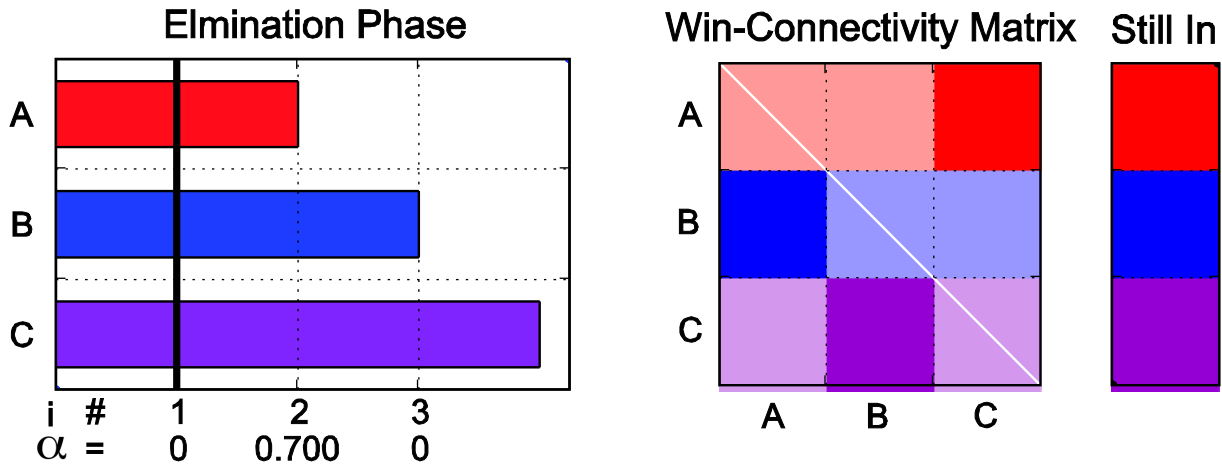 Elmination Phase
A
B
C
i # 1 2 3
α = 0 0.700 0
Win-Connectivity Matrix
A
B
C
A B C
Still In